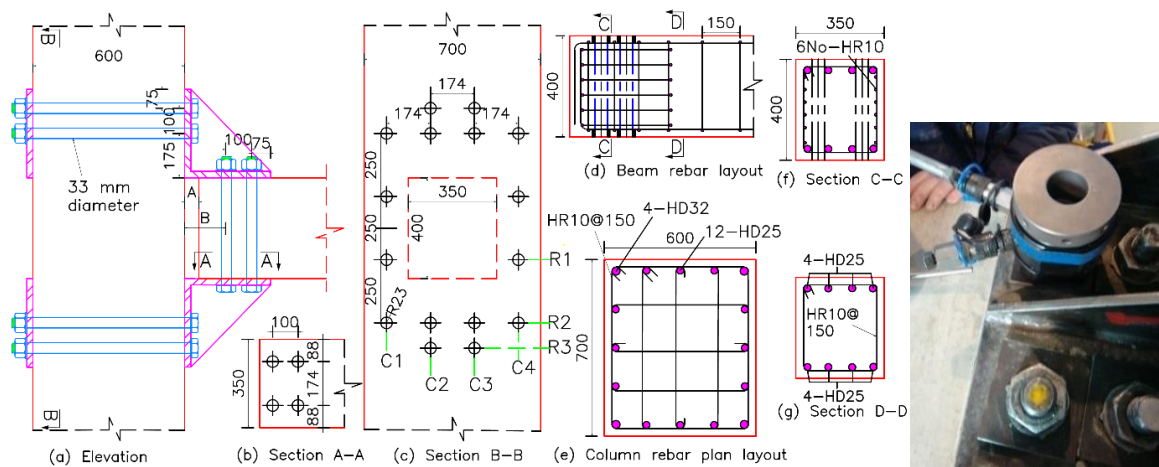 B
600
75
100
175
100
75
33 mm
diameter
A
B
A
A
B
(a) Elevation
100
350
88
174
88
(b) Section A-A
700
174
174
174
250
250
250
250
350
400
R23
R1
R2
R3
C1
C2
C3
C4
(c) Section B-B
C
D
150
400
C
D
(d) Beam rebar layout
4-HD32
HR10@150
600
12-HD25
700
(e) Column rebar plan layout
350
6No-HR10
400
(f) Section C-C
4-HD25
HR10@
150
4-HD25
(g) Section D-D